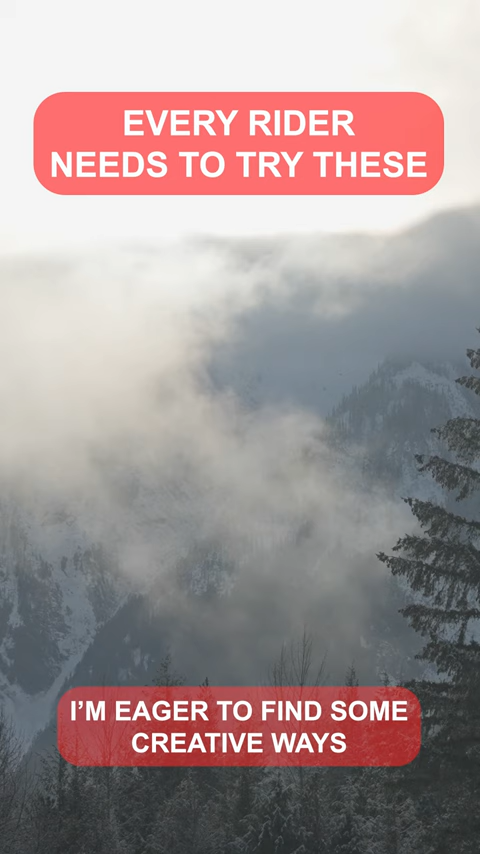 EVERY RIDER
NEEDS TO TRY THESE
I’M EAGER TO FIND SOME
CREATIVE WAYS